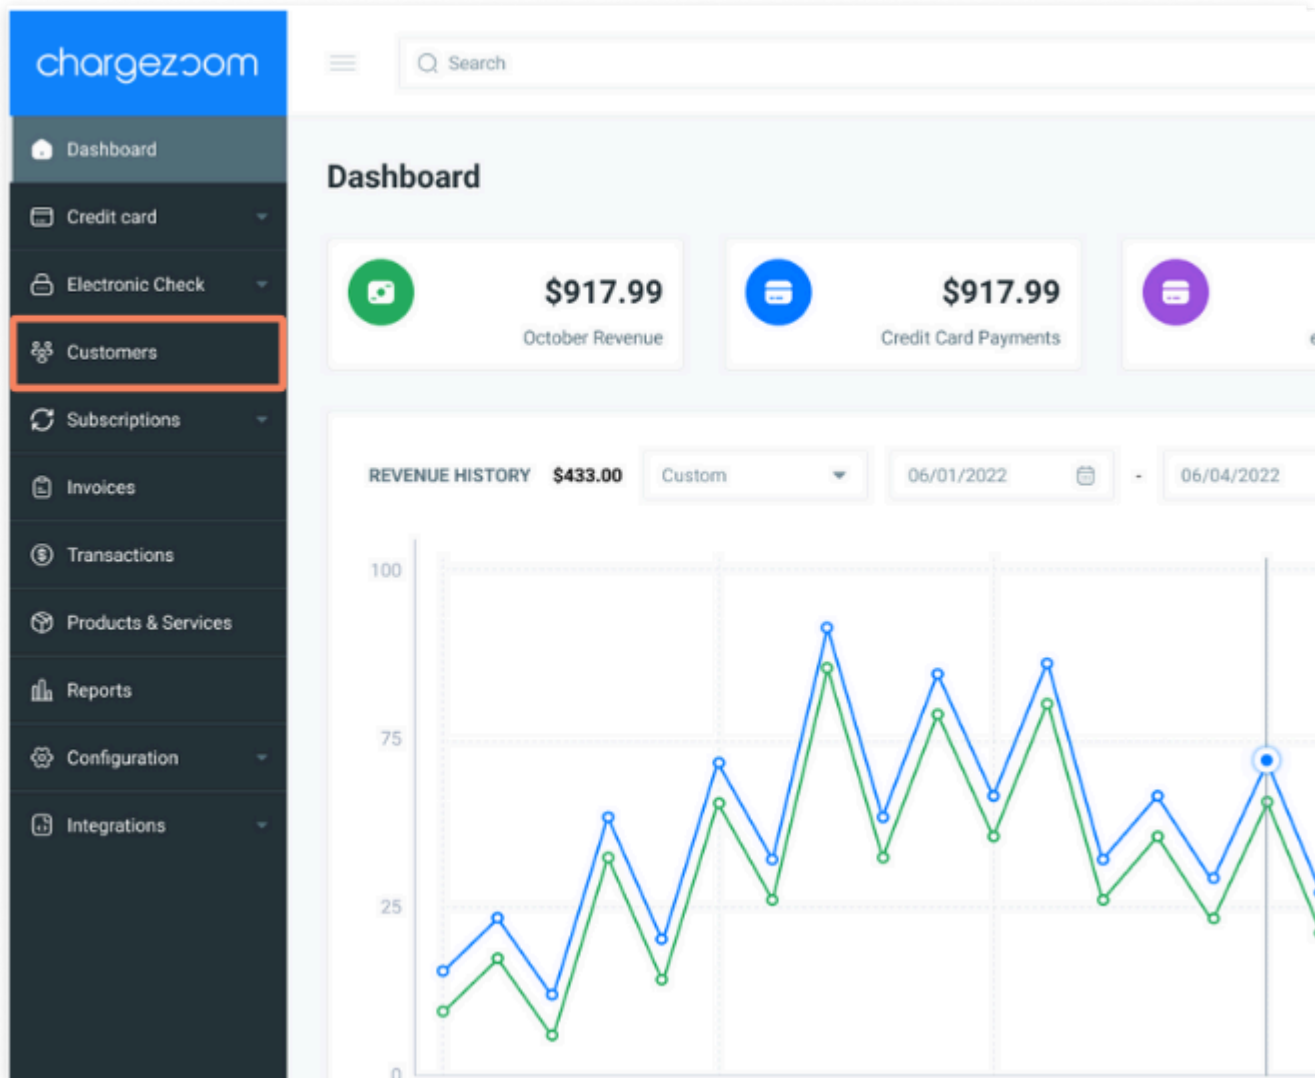 chargezoom
Search
Dashboard
Credit card
Electronic Check
Customers
Subscriptions
Invoices
Transactions
Products & Services
Reports
Configuration
Integrations
Dashboard
$917.99
October Revenue
$917.99
Credit Card Payments
REVENUE HISTORY $433.00 Custom 06/01/2022 - 06/04/2022
100
75
25
0